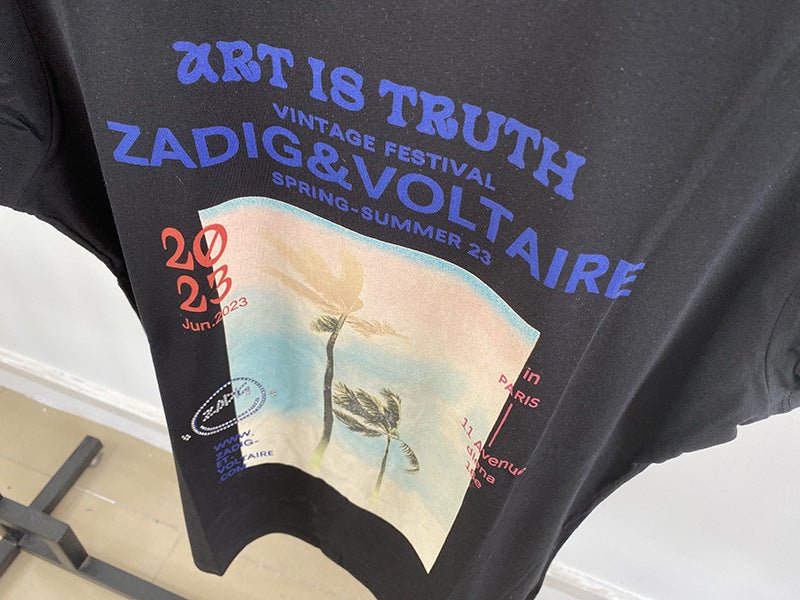 ART IS TRUTH
VINTAGE FESTIVAL
ZADIG&VOLTAIRE
SPRING-SUMMER 23
20
23
Jun.2023
in
PARIS
11 Avenue
WWW.
ZADIG-
ET-
VOLTAIRE
.COM